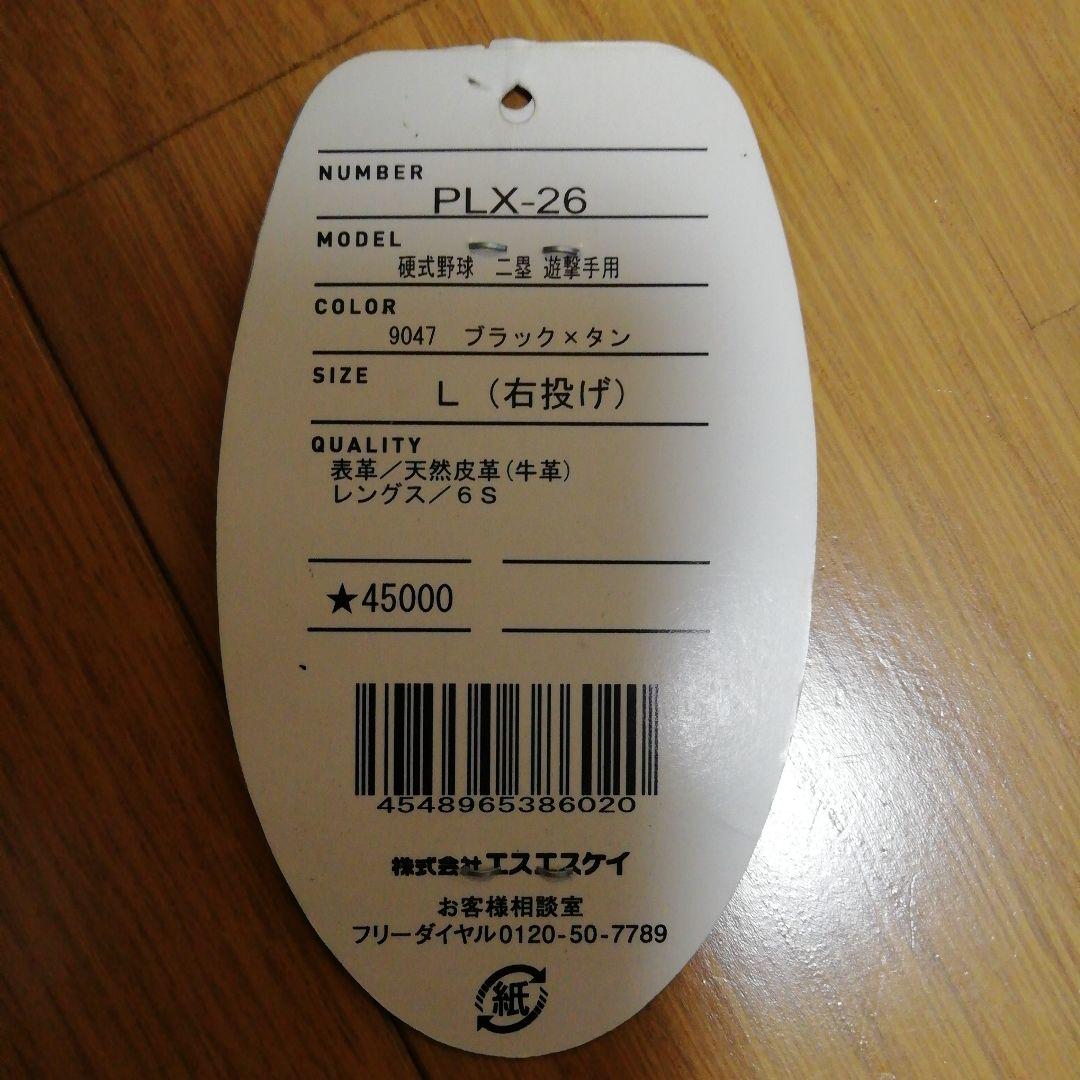 NUMBER
PLX-26
MODEL
硬式野球 二塁 遊撃手用
COLOR
9047 ブラック×タン
SIZE
L (右投げ)
QUALITY
表革/天然皮革(牛革)
レングス/6S
★45000
4548965386020
株式会社エスエスケイ
お客様相談室
フリーダイヤル0120-50-7789
紙